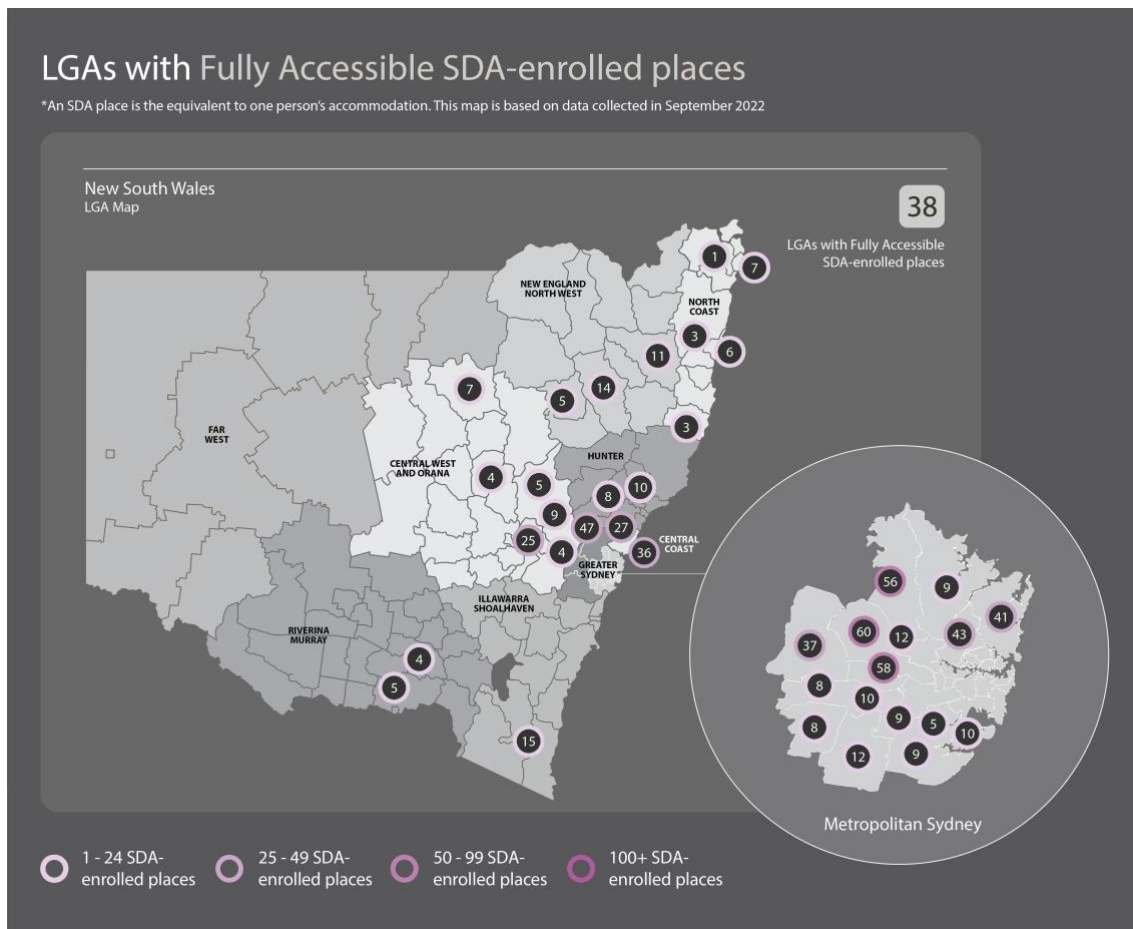 LGAs with Fully Accessible SDA-enrolled places
*An SDA place is the equivalent to one person's accommodation. This map is based on data collected in September 2022
New South Wales
LGA Map
38
LGAs with Fully Accessible
SDA-enrolled places
1
7
NEW ENGLAND
NORTH WEST
NORTH
COAST
3
6
11
14
5
7
3
FAR
WEST
HUNTER
CENTRAL WEST
AND ORANA
4
5
10
8
9
47
27
25
4
36
CENTRAL
COAST
GREATER
SYDNEY
ILLAWARRA
SHOALHAVEN
RIVERINA
MURRAY
4
5
15
56
9
41
60
12
43
37
58
8
10
9
5
10
8
12
9
Metropolitan Sydney
1 - 24 SDA-
enrolled places
25 - 49 SDA-
enrolled places
50 - 99 SDA-
enrolled places
100+ SDA-
enrolled places